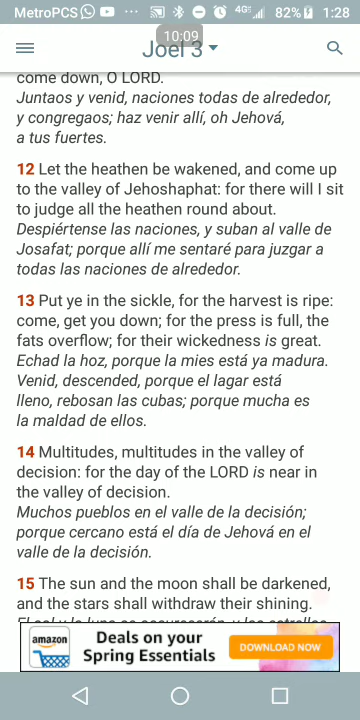 MetroPCS ... 4G 82% 1:28
10:09
Joel 3
come down, O LORD.
Juntaos y venid, naciones todas de alrededor,
y congregaos; haz venir allí, oh Jehová,
a tus fuertes.
12 Let the heathen be wakened, and come up
to the valley of Jehoshaphat: for there will I sit
to judge all the heathen round about.
Despiértense las naciones, y suban al valle de
Josafat; porque allí me sentaré para juzgar a
todas las naciones de alrededor.
13 Put ye in the sickle, for the harvest is ripe:
come, get you down; for the press is full, the
fats overflow; for their wickedness is great.
Echad la hoz, porque la mies está ya madura.
Venid, descended, porque el lagar está
lleno, rebosan las cubas; porque mucha es
la maldad de ellos.
14 Multitudes, multitudes in the valley of
decision: for the day of the LORD is near in
the valley of decision.
Muchos pueblos en el valle de la decisión;
porque cercano está el día de Jehová en el
valle de la decisión.
15 The sun and the moon shall be darkened,
and the stars shall withdraw their shining.
El sol y la luna se oscurecerán, y las estrellas
amazon
Deals on your
Spring Essentials
DOWNLOAD NOW